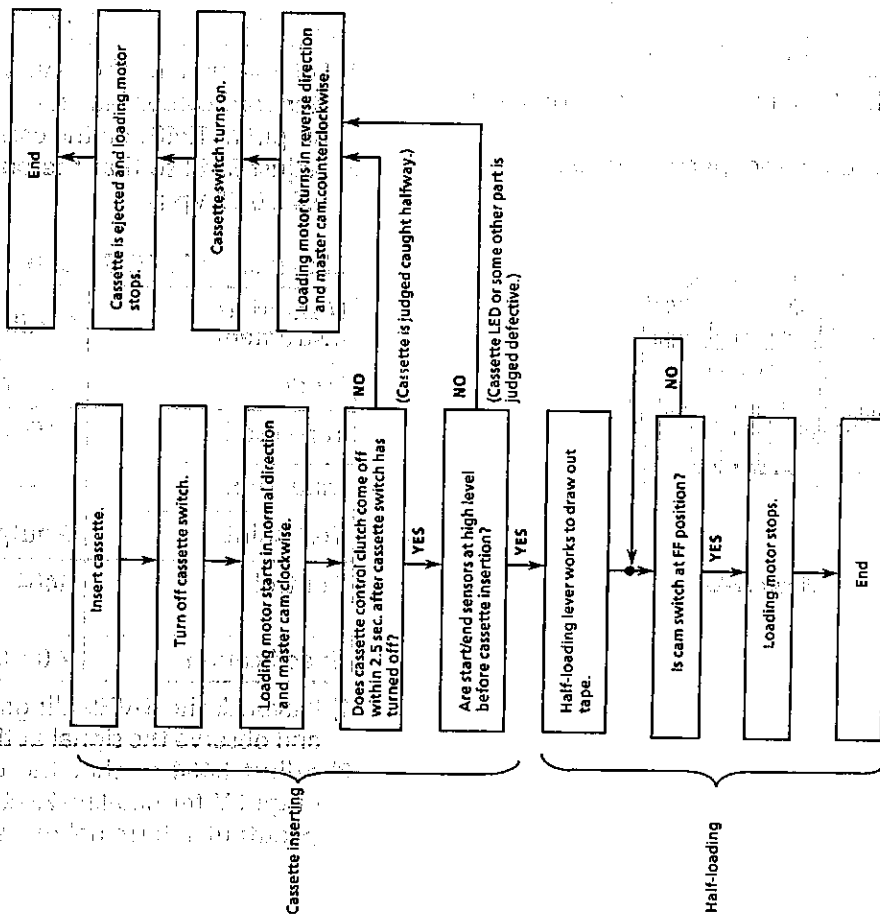 Insert cassette.
Turn off cassette switch.
Loading motor starts in normal direction
and master cam clockwise.
Does cassette control clutch come off
within 2.5 sec. after cassette switch has
turned off?
NO
(Cassette is judged caught halfway.)
YES
Are start/end sensors at high level
before cassette insertion?
NO
(Cassette LED or some other part is
judged defective.)
YES
Half-loading lever works to draw out
tape.
Is cam switch at FF position?
NO
YES
Loading motor stops.
End
Loading motor turns in reverse direction
and master cam counterclockwise.
Cassette switch turns on.
Cassette is ejected and loading motor
stops.
End
Cassette inserting
Half-loading